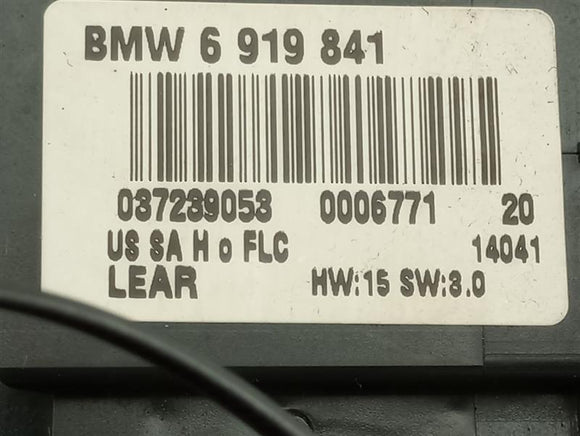 BMW 6 919 841
037239053 0006771 20
US SA H o FLC 14041
LEAR HW:15 SW:3.0